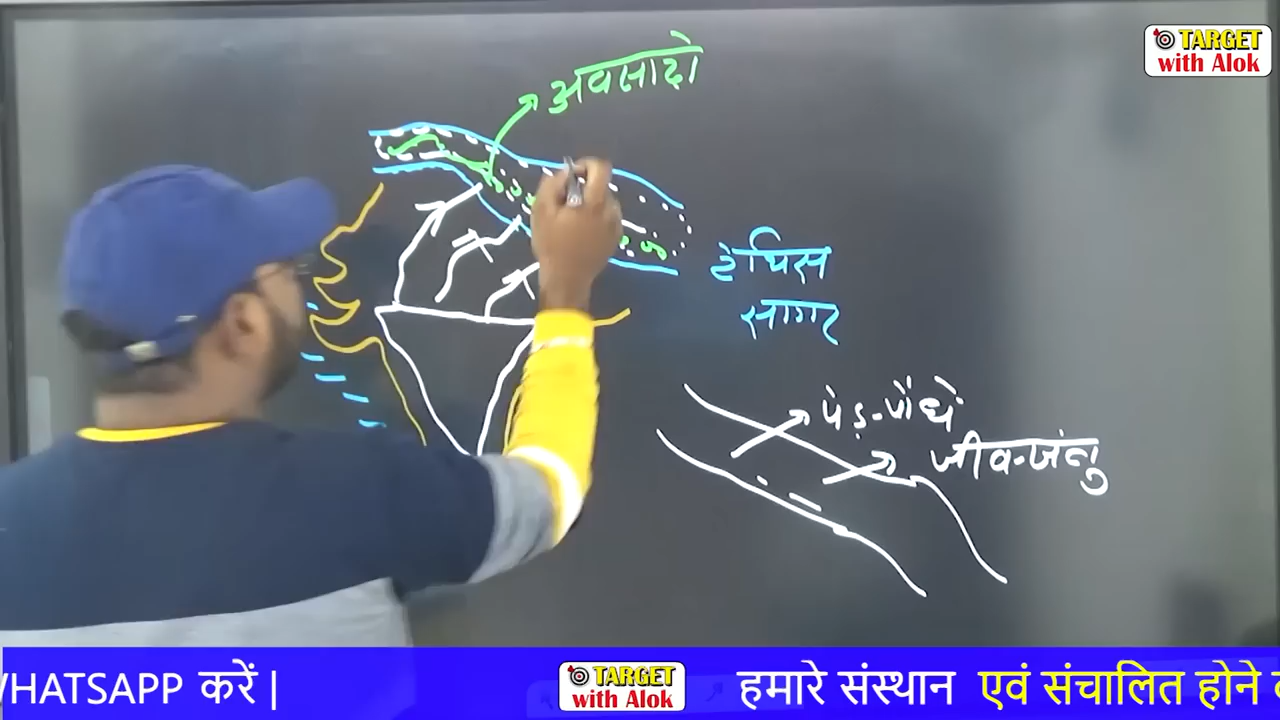 TARGET
with Alok
अवसादो
टेथिस
सागर
पेड़-पौधे
जीव-जंतु
WHATSAPP करें |
TARGET
with Alok
हमारे संस्थान एवं संचालित होने